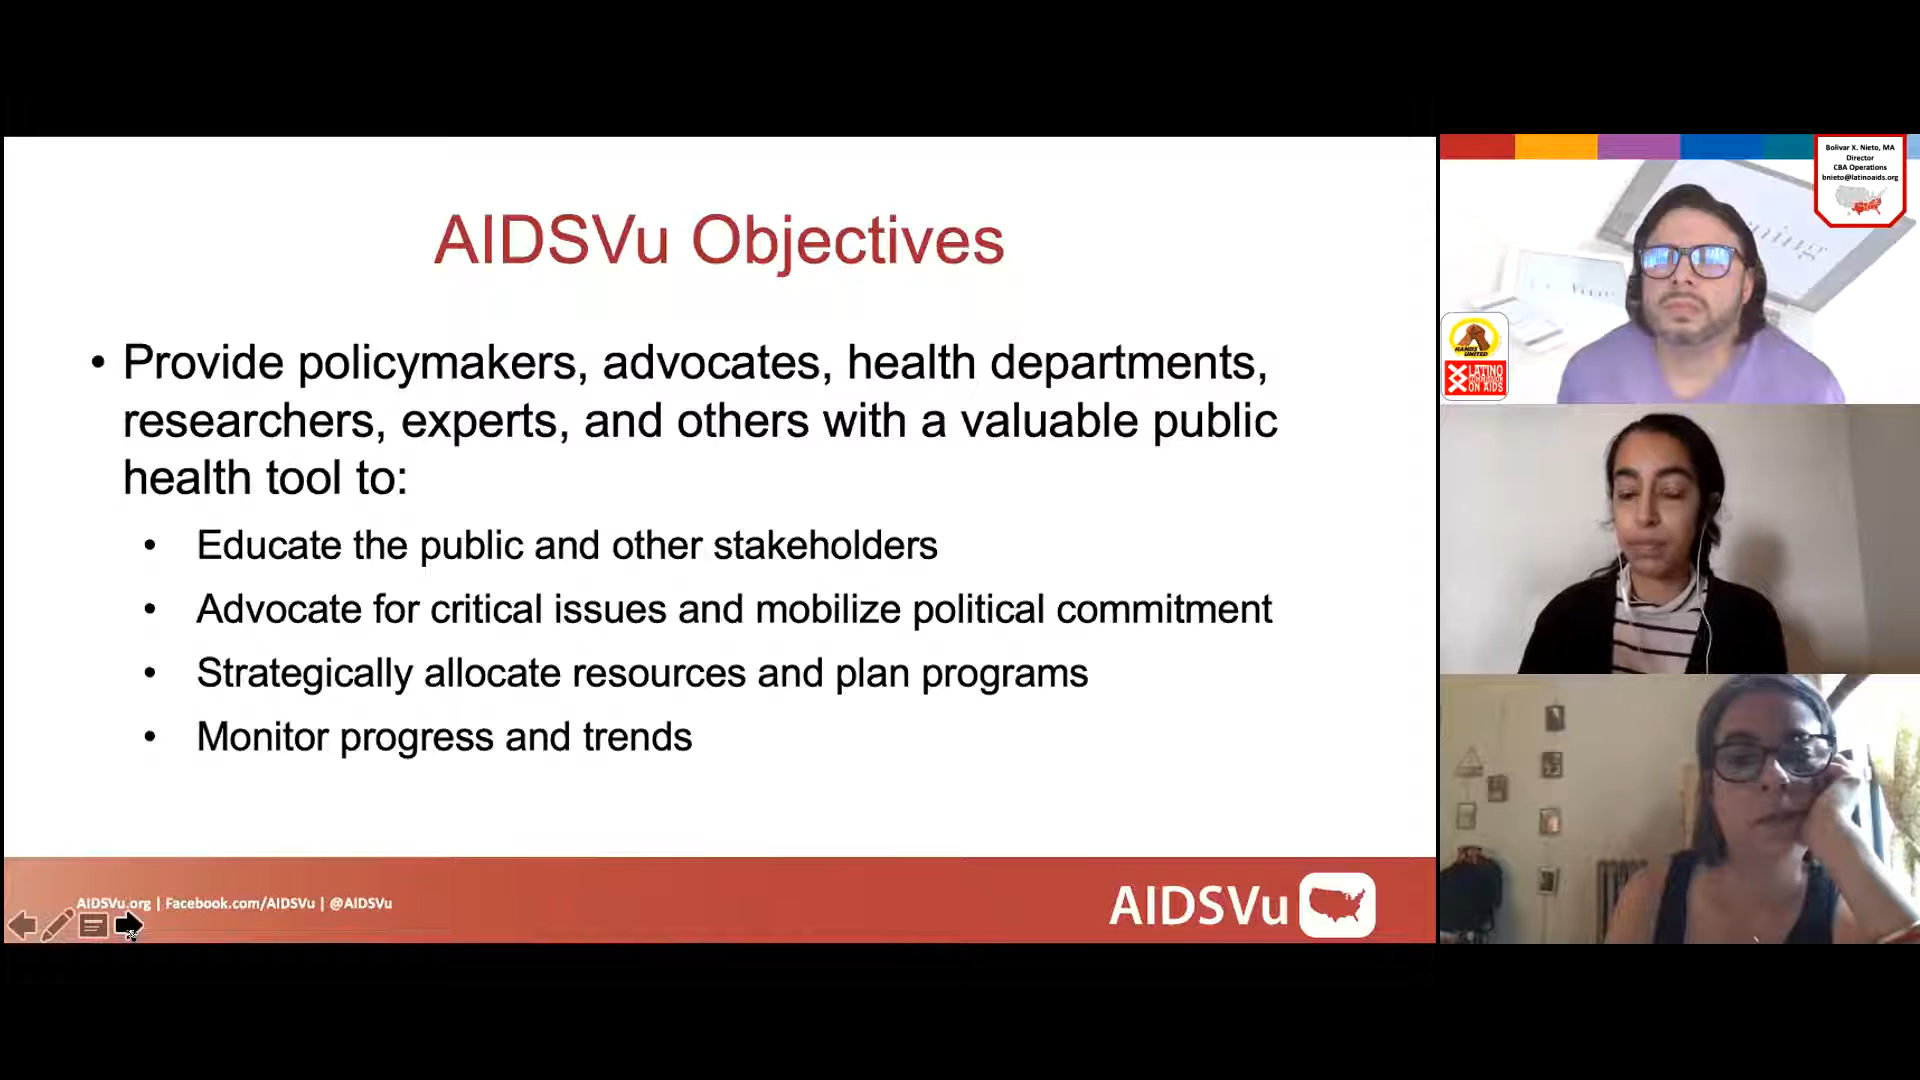 AIDSVu Objectives
• Provide policymakers, advocates, health departments,
researchers, experts, and others with a valuable public
health tool to:
• Educate the public and other stakeholders
• Advocate for critical issues and mobilize political commitment
• Strategically allocate resources and plan programs
• Monitor progress and trends
AIDSVu.org | Facebook.com/AIDSVu | @AIDSVu
AIDSVu
Bolivar X. Nieto, MA
Director
CBA Operations
bnieto@latinoaids.org
HANDS
UNITED
LATINO
COMMISSION
ON AIDS